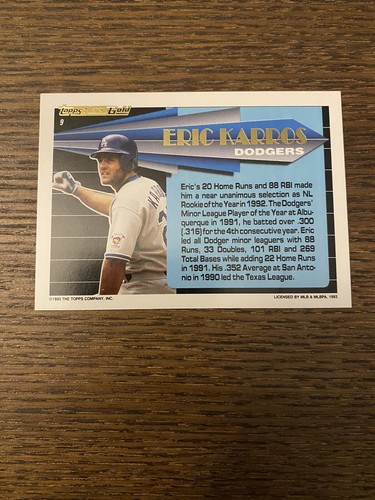 Topps Gold
9
ERIC KARROS
DODGERS
Eric's 20 Home Runs and 88 RBI made
him a near unanimous selection as NL
Rookie of the Year in 1992. The Dodgers'
Minor League Player of the Year at Albu-
querque in 1991, he batted over .300
(.316) for the 4th consecutive year. Eric
led all Dodger minor leaguers with 88
Runs, 33 Doubles, 101 RBI and 269
Total Bases while adding 22 Home Runs
in 1991. His .352 Average at San Anto-
nio in 1990 led the Texas League.
©1993 THE TOPPS COMPANY, INC.
LICENSED BY MLB & MLBPA, 1993